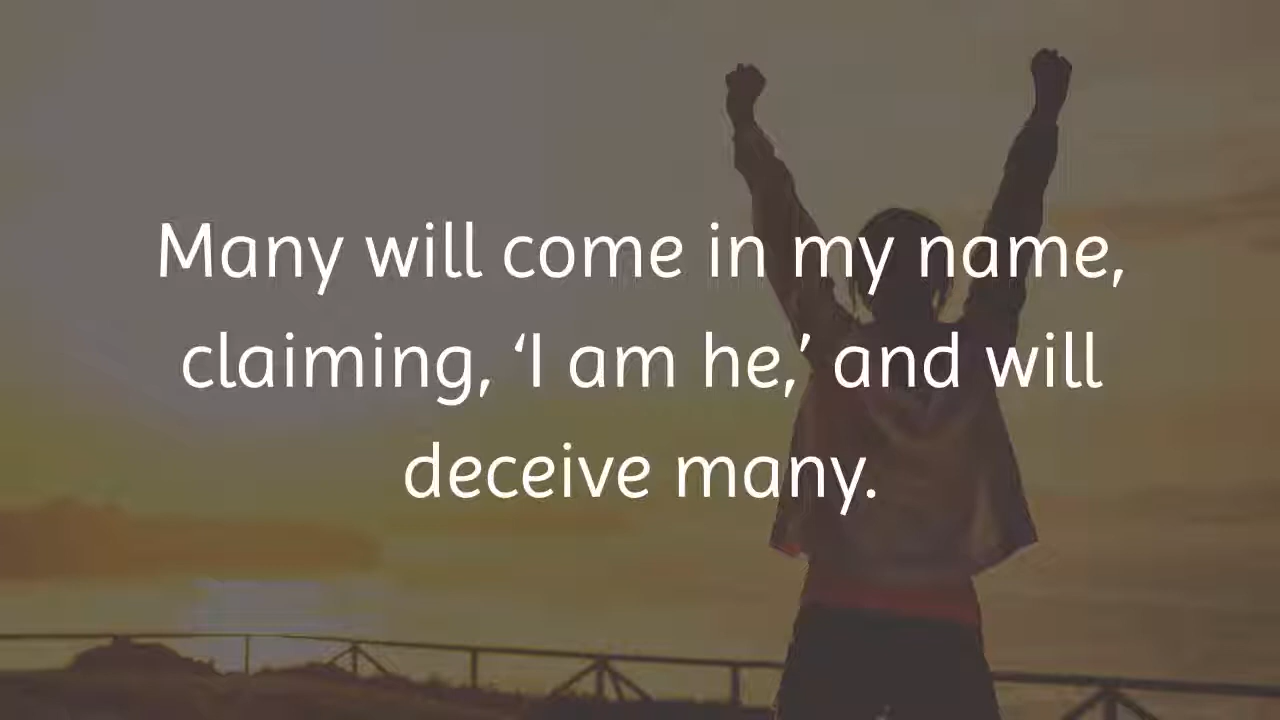 Many will come in my name,
claiming, ‘I am he,’ and will
deceive many.